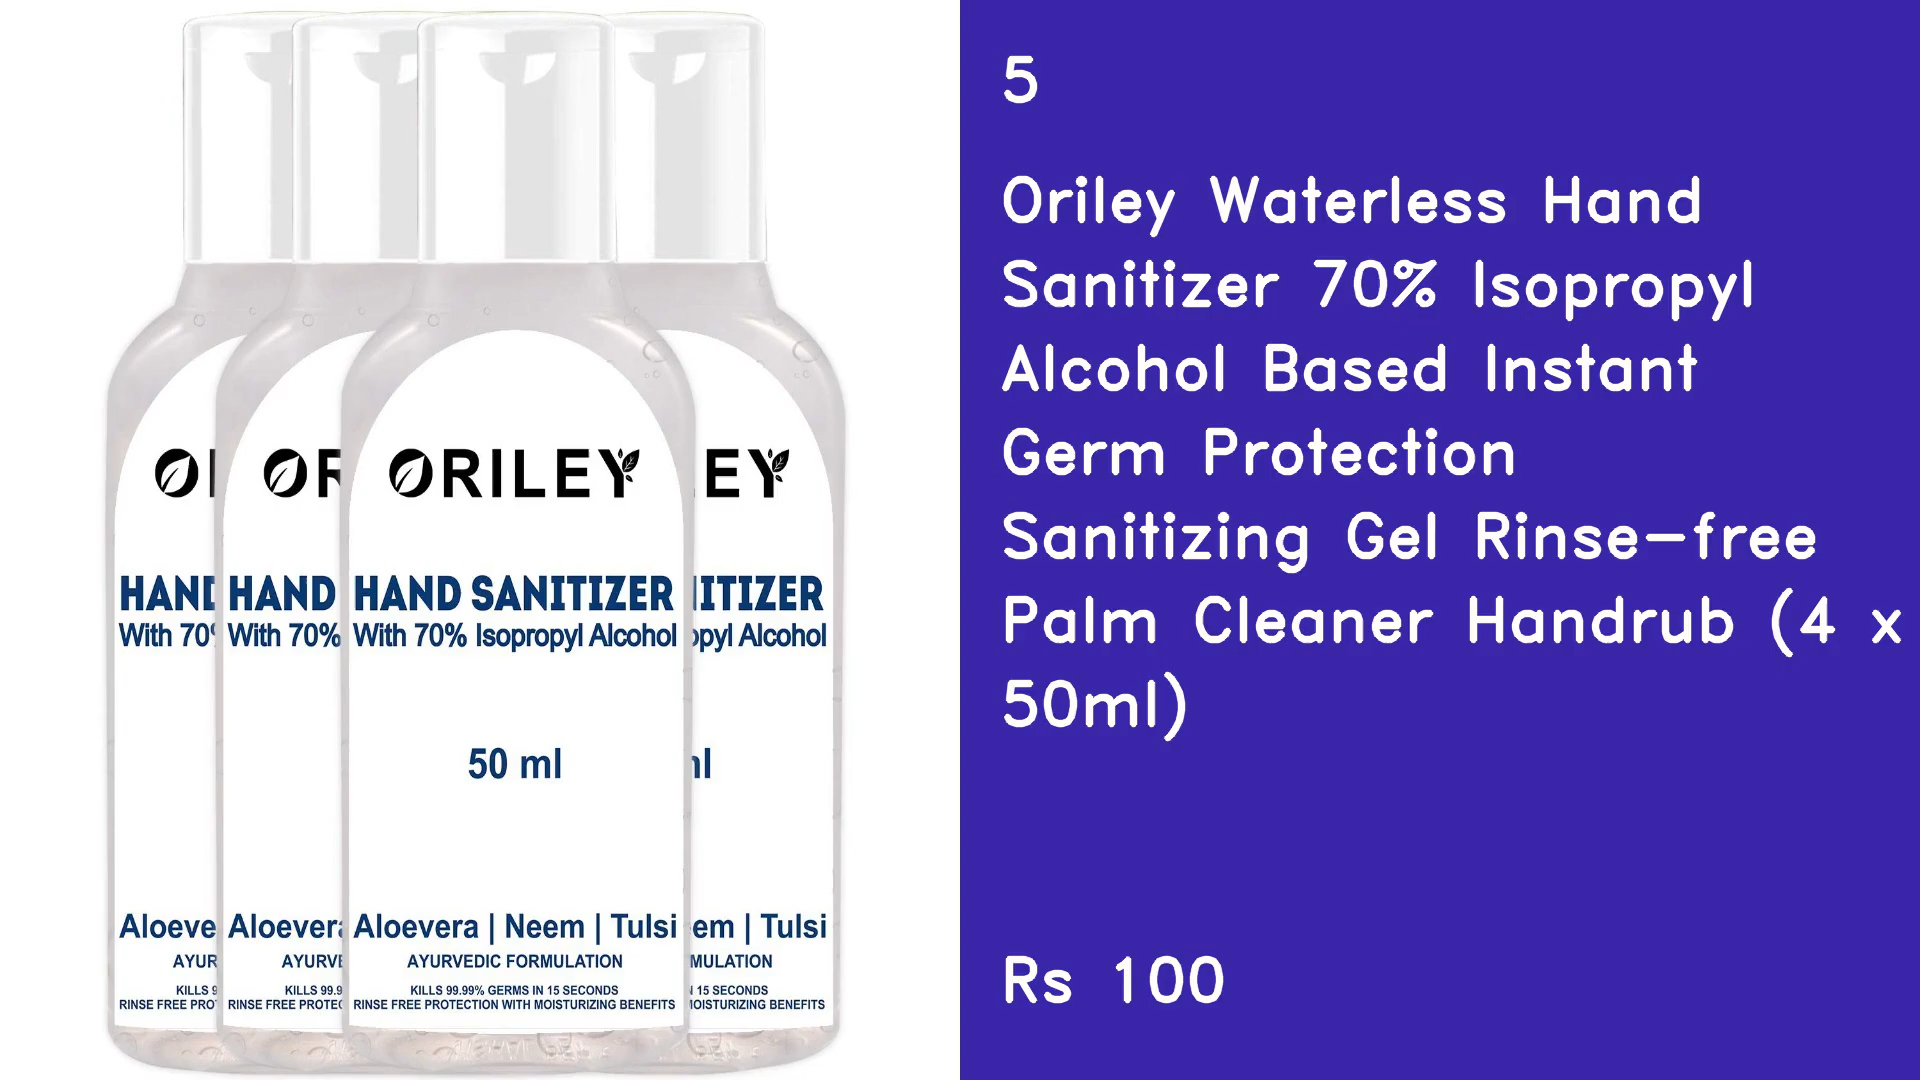 5
Oriley Waterless Hand
Sanitizer 70% Isopropyl
Alcohol Based Instant
Germ Protection
Sanitizing Gel Rinse-free
Palm Cleaner Handrub (4 x
50ml)
Rs 100
ORILEY
HAND SANITIZER
With 70% Isopropyl Alcohol
50 ml
Aloevera | Neem | Tulsi
AYURVEDIC FORMULATION
KILLS 99.99% GERMS IN 15 SECONDS
RINSE FREE PROTECTION WITH MOISTURIZING BENEFITS